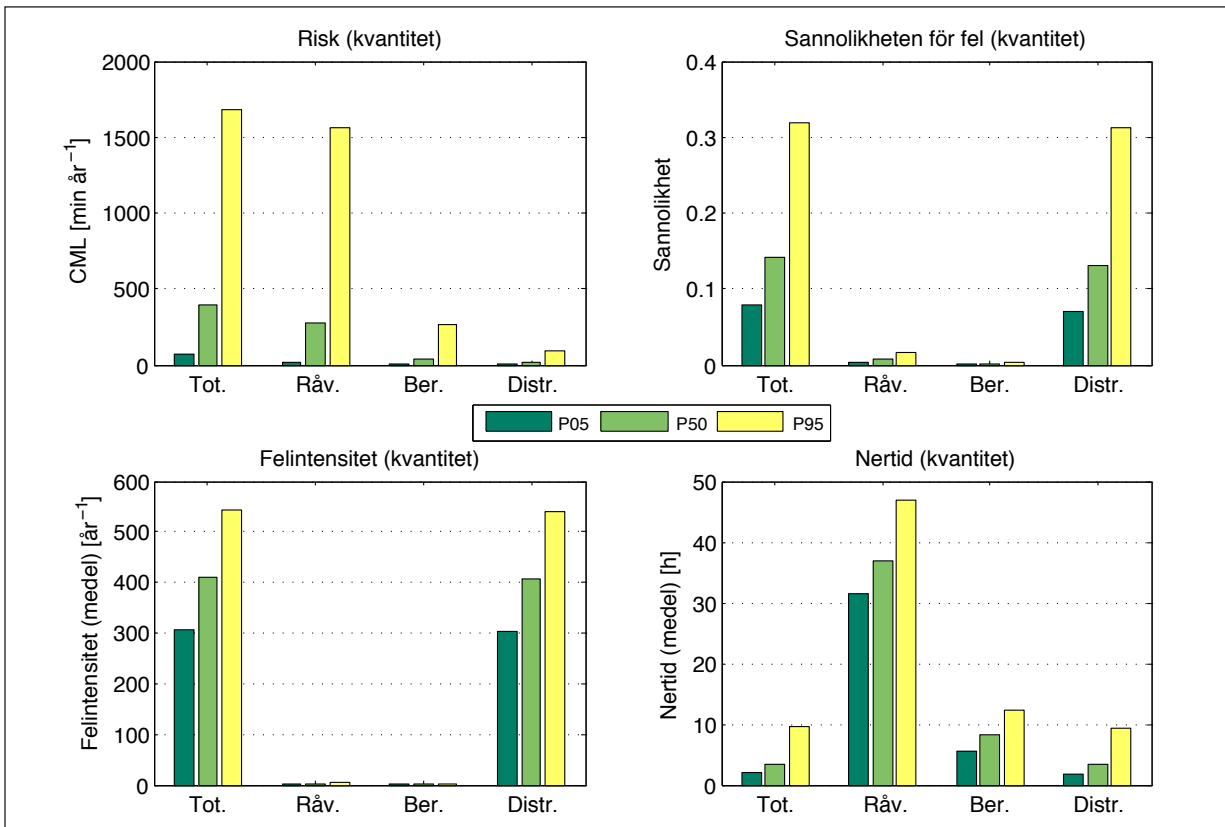 Risk (kvantitet)
CML [min år⁻¹]
2000
1500
1000
500
0
Tot. Råv. Ber. Distr.
Sannolikheten för fel (kvantitet)
Sannolikhet
0.4
0.3
0.2
0.1
0
Tot. Råv. Ber. Distr.
P05 P50 P95
Felintensitet (kvantitet)
Felintensitet (medel) [år⁻¹]
600
500
400
300
200
100
0
Tot. Råv. Ber. Distr.
Nertid (kvantitet)
Nertid (medel) [h]
50
40
30
20
10
0
Tot. Råv. Ber. Distr.